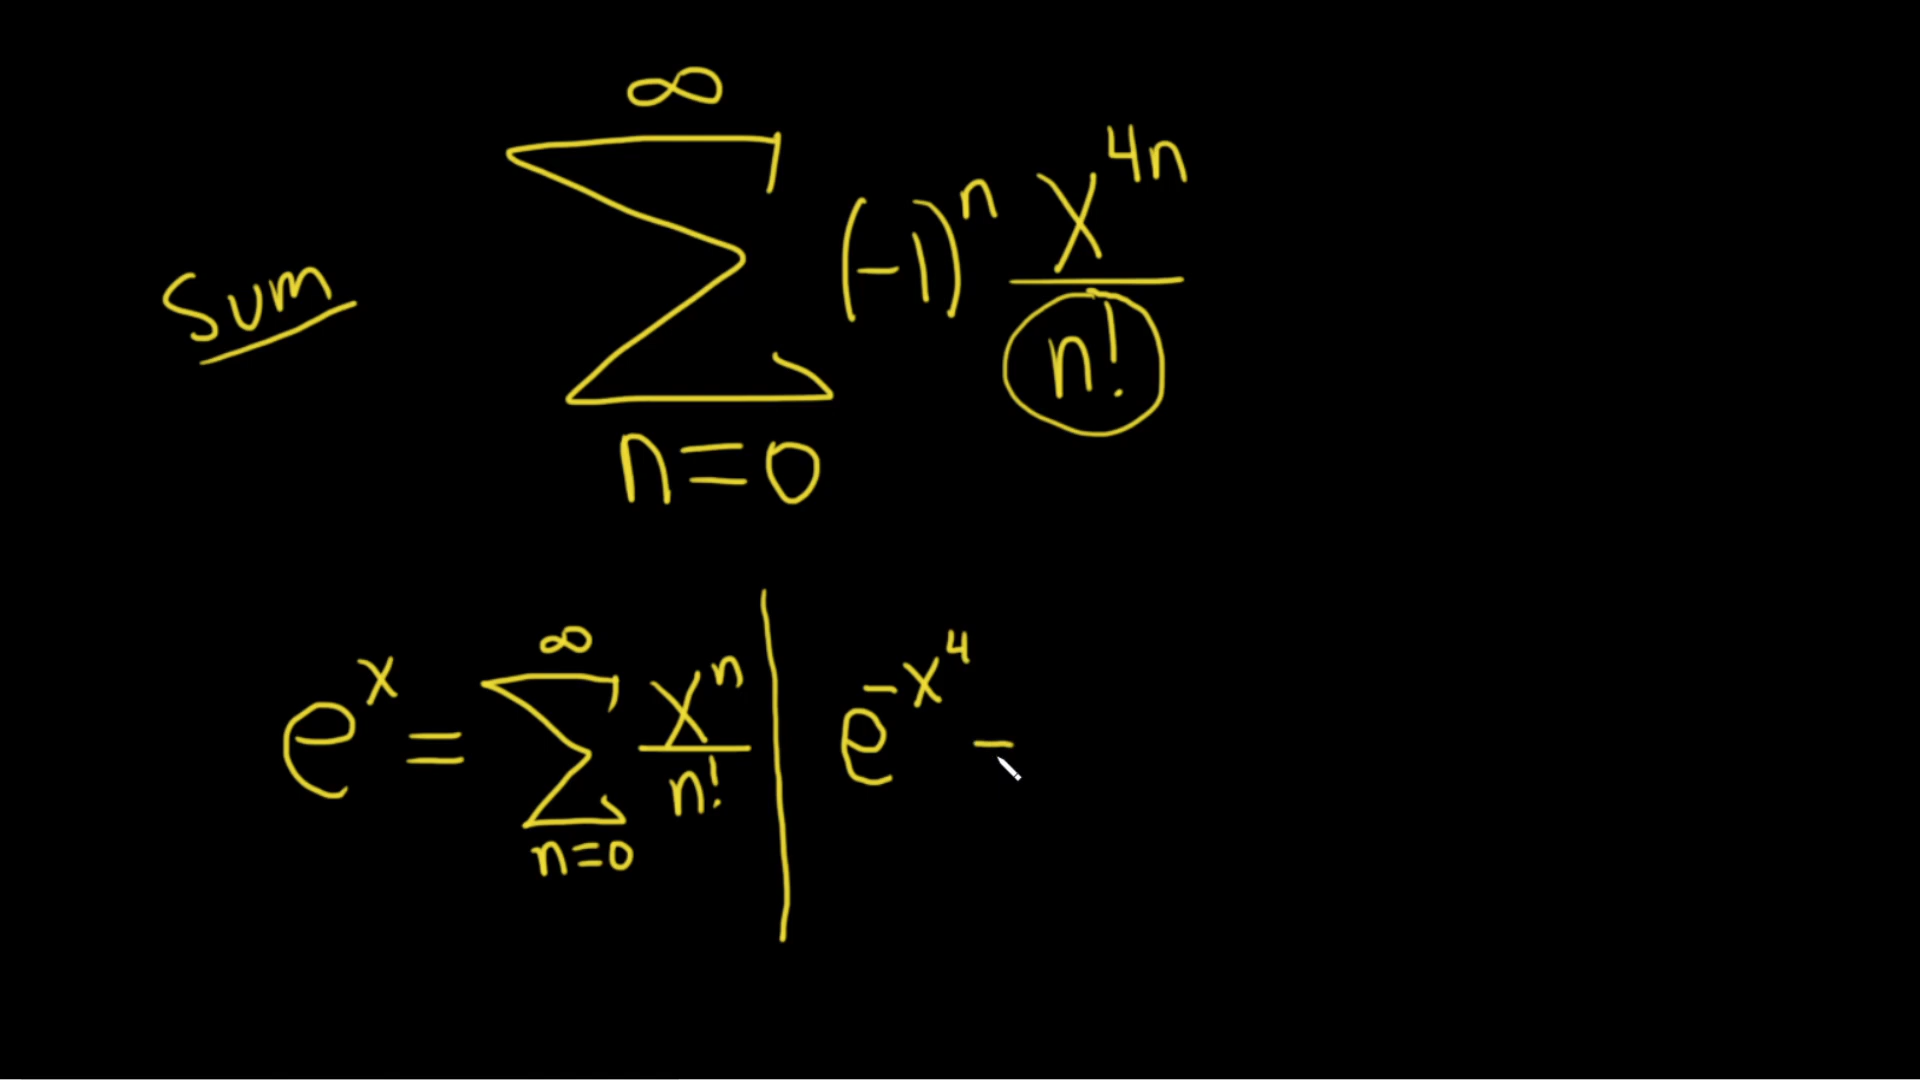 Sum ∑_{n=0}^{∞} (-1)^n x^{4n}/n!
e^x = ∑_{n=0}^{∞} x^n/n! | e^{-x^4} -